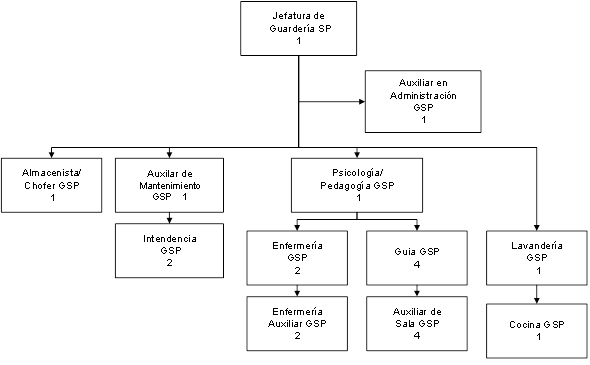 Jefatura de
Guardería SP
1
Auxiliar en
Administración
GSP
1
Almacenista/
Chofer GSP
1
Auxilar de
Mantenimiento
GSP 1
Psicología/
Pedagogía GSP
1
Intendencia
GSP
2
Enfermería
GSP
2
Guia GSP
4
Lavandería
GSP
1
Enfermería
Auxiliar GSP
2
Auxiliar de
Sala GSP
4
Cocina GSP
1